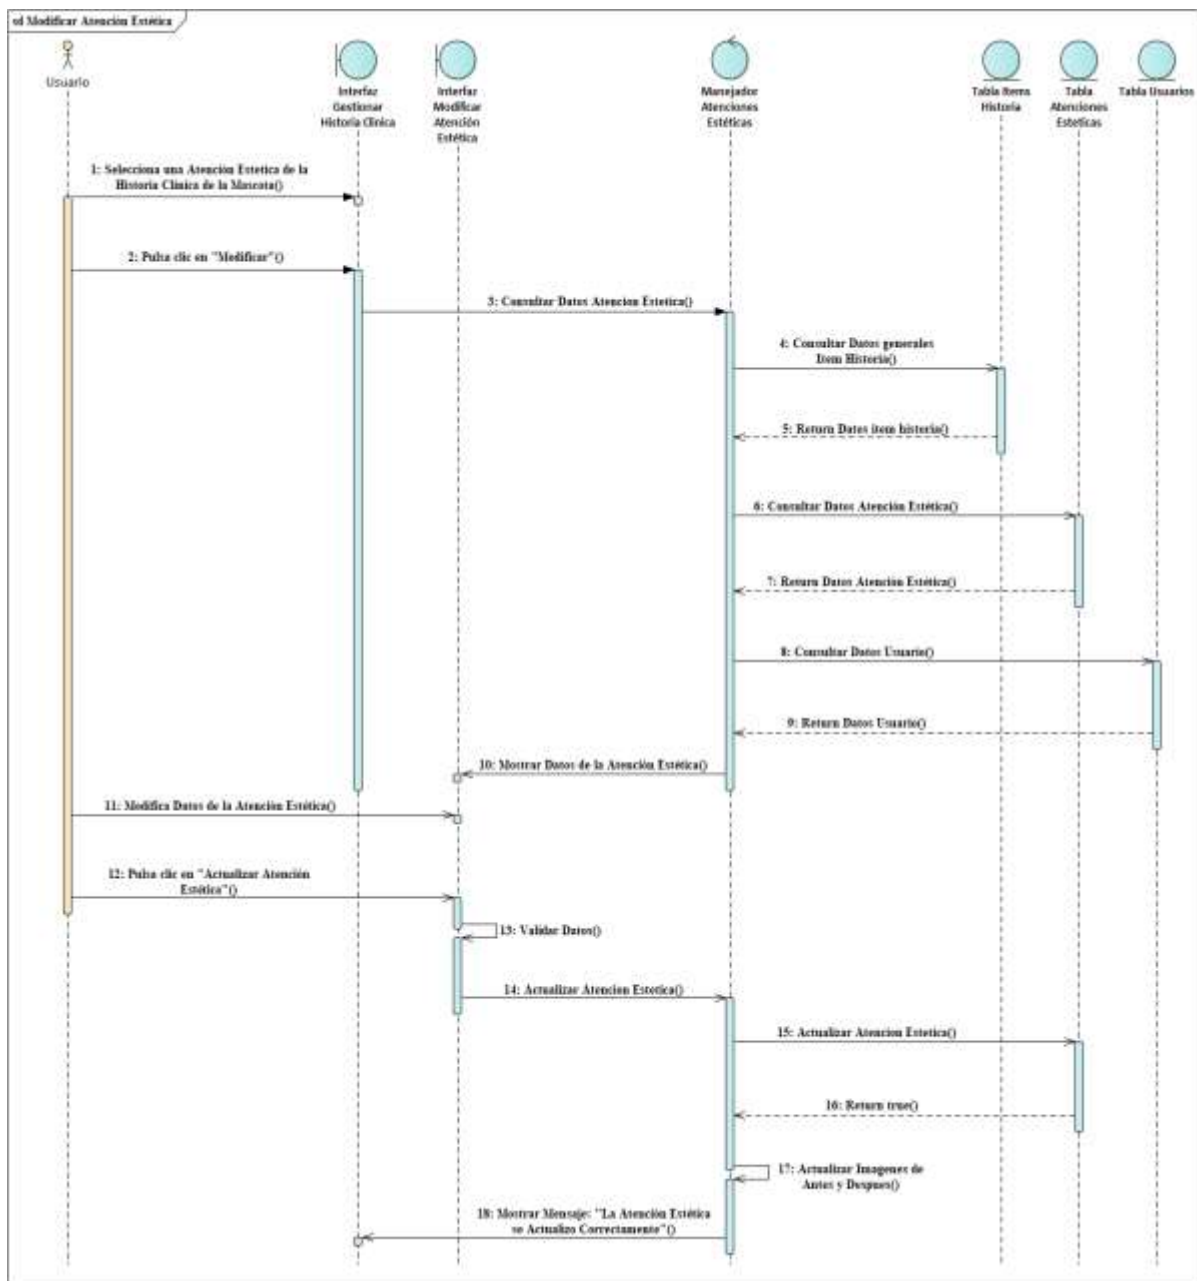 sd Modificar Atención Estética
Usuario
Interfaz
Gestionar
Historia Clinica
Interfaz
Modificar
Atención
Estética
Manejador
Atenciones
Estéticas
Tabla Items
Historia
Tabla
Atenciones
Esteticas
Tabla Usuarios
1: Selecciona una Atención Estetica de la
Historia Clinica de la Mascota()
2: Pulsa clic en "Modificar"()
3: Consultar Datos Atencion Estetica()
4: Consultar Datos generales
Item Historia()
5: Return Datos item historia()
6: Consultar Datos Atención Estética()
7: Return Datos Atención Estética()
8: Consultar Datos Usuario()
9: Return Datos Usuario()
10: Mostrar Datos de la Atención Estética()
11: Modifica Datos de la Atención Estética()
12: Pulsa clic en "Actualizar Atención
Estética"()
13: Validar Datos()
14: Actualizar Atencion Estetica()
15: Actualizar Atencion Estetica()
16: Return true()
17: Actualizar Imagenes de
Antes y Despues()
18: Mostrar Mensaje: "La Atención Estética
se Actualizo Correctamente"()